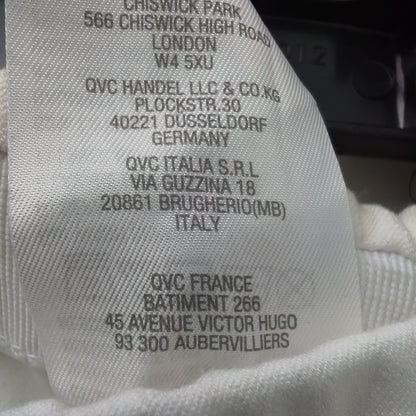 CHISWICK PARK
566 CHISWICK HIGH ROAD
LONDON
W4 5XU
QVC HANDEL LLC & CO.KG
PLOCKSTR.30
40221 DUSSELDORF
GERMANY
QVC ITALIA S.R.L
VIA GUZZINA 18
20861 BRUGHERIO(MB)
ITALY
QVC FRANCE
BATIMENT 266
45 AVENUE VICTOR HUGO
93 300 AUBERVILLIERS